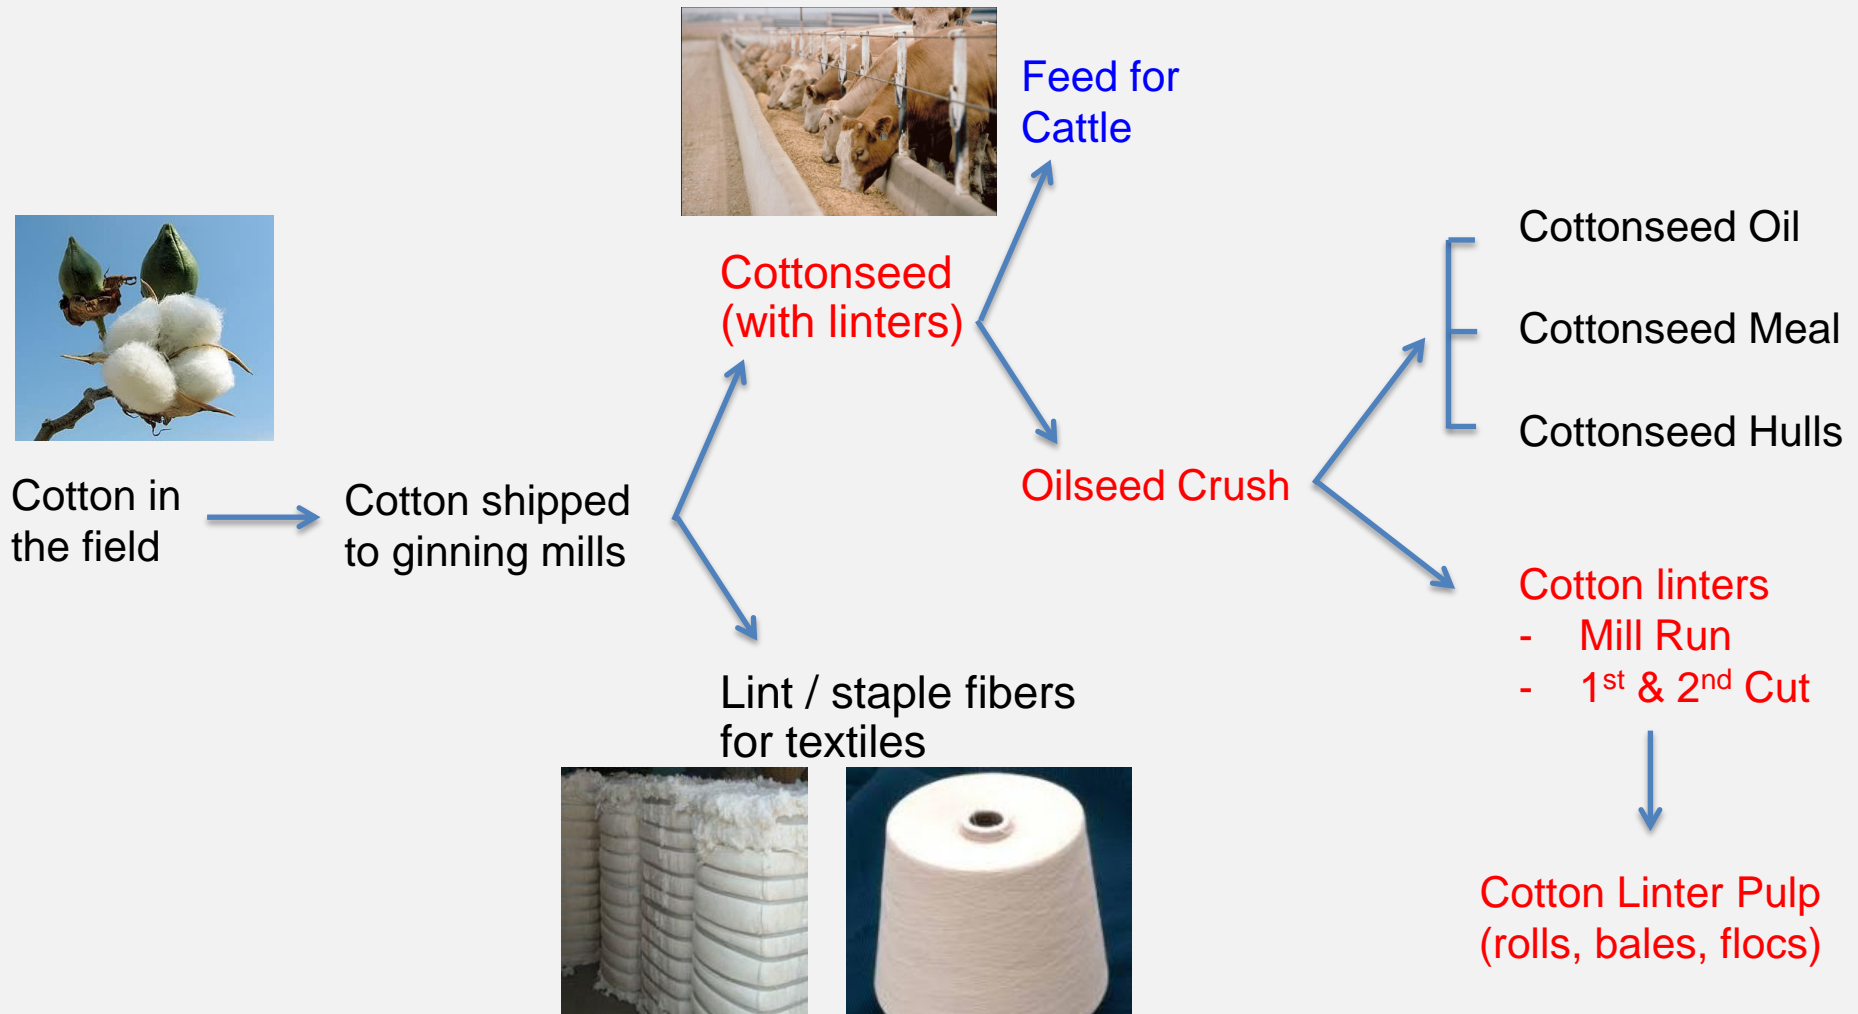 Cotton in
the field
Cotton shipped
to ginning mills
Cottonseed
(with linters)
Feed for
Cattle
Oilseed Crush
Lint / staple fibers
for textiles
Cottonseed Oil
Cottonseed Meal
Cottonseed Hulls
Cotton linters
- Mill Run
- 1st & 2nd Cut
Cotton Linter Pulp
(rolls, bales, flocs)